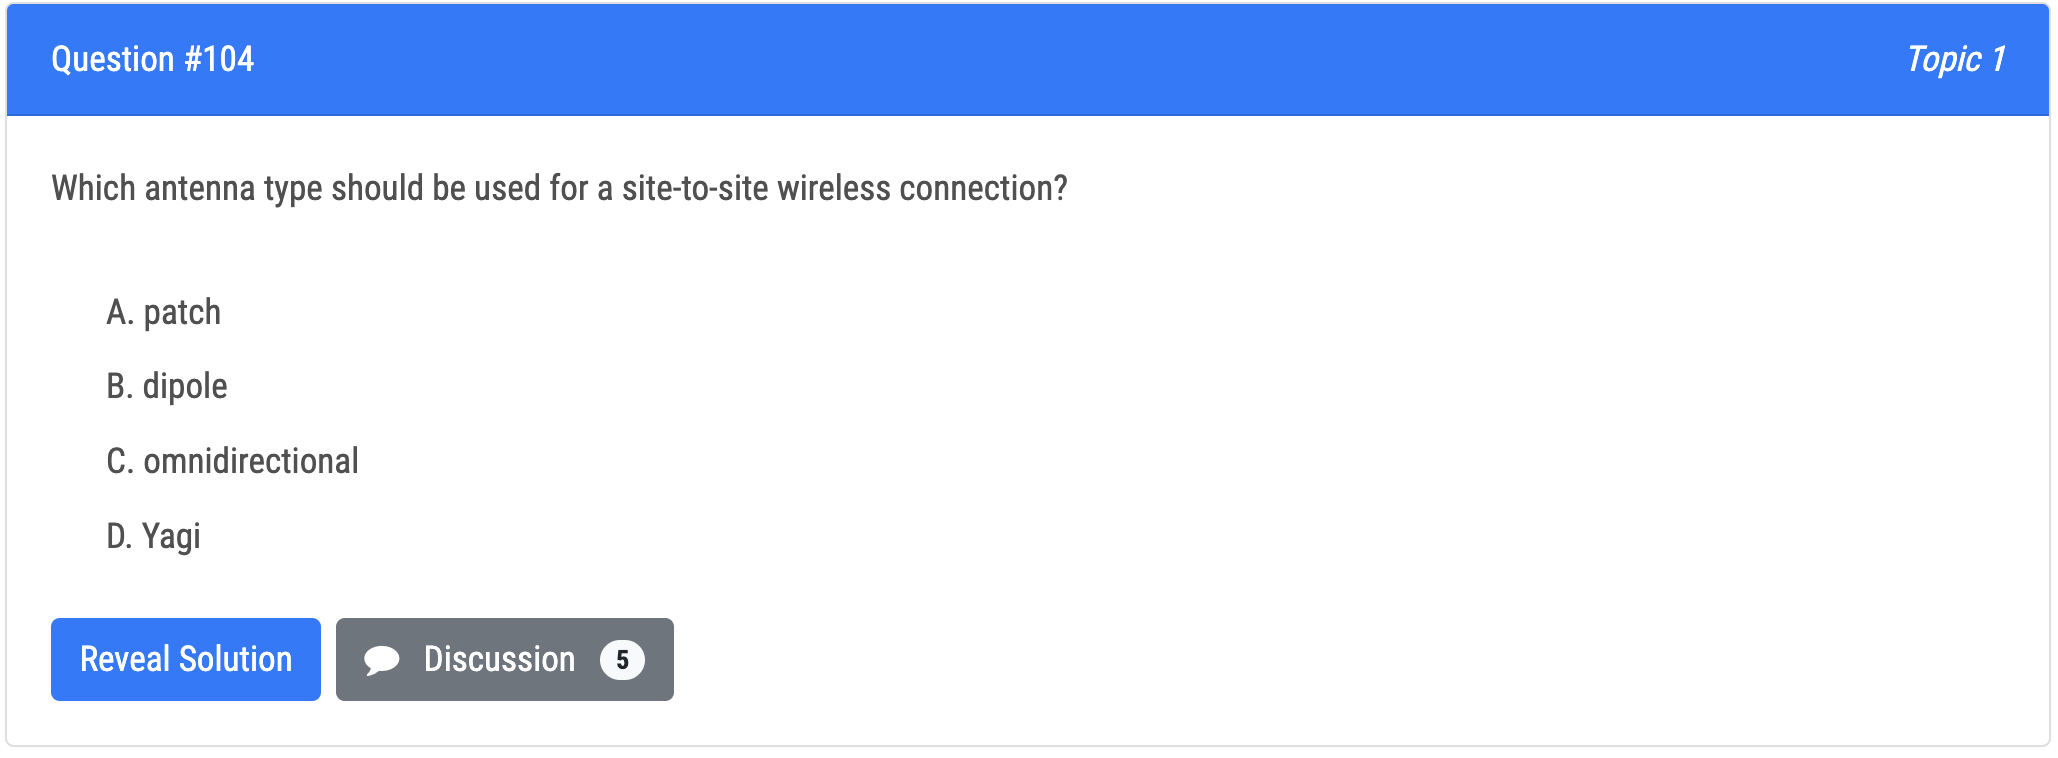 Question #104
Topic 1
Which antenna type should be used for a site-to-site wireless connection?
A. patch
B. dipole
C. omnidirectional
D. Yagi
Reveal Solution
Discussion 5